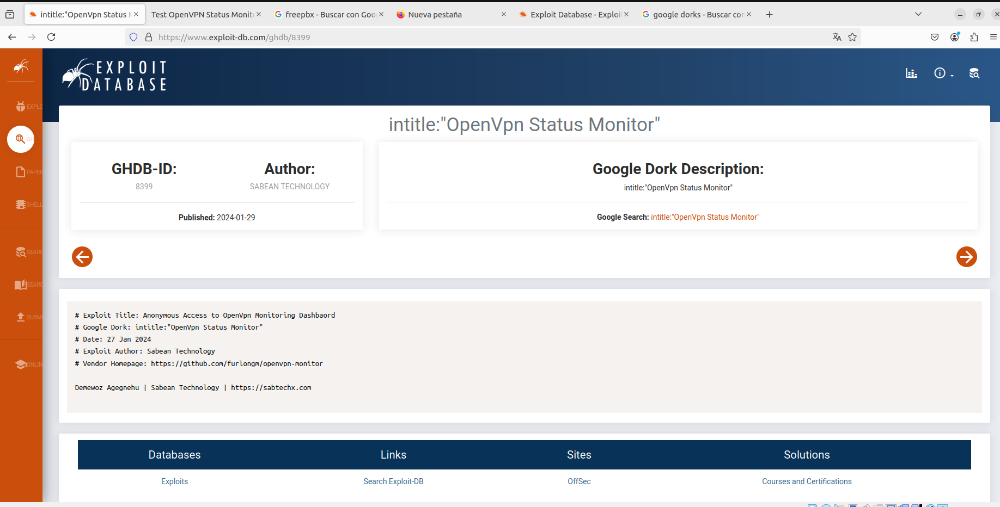 intitle:"OpenVpn Status M
Test OpenVPN Status Monit
freepbx - Buscar con Goo
Nueva pestaña
Exploit Database - Exploi
google dorks - Buscar con
https://www.exploit-db.com/ghdb/8399
EXPLOIT
DATABASE
EXPLO
GH
PAPER
SHELL
SEARC
SEARC
SUBMI
ONLIN
intitle:"OpenVpn Status Monitor"
GHDB-ID:
8399
Author:
SABEAN TECHNOLOGY
Published: 2024-01-29
Google Dork Description:
intitle:"OpenVpn Status Monitor"
Google Search: intitle:"OpenVpn Status Monitor"
# Exploit Title: Anonymous Access to OpenVpn Monitoring Dashbaord
# Google Dork: intitle:"OpenVpn Status Monitor"
# Date: 27 Jan 2024
# Exploit Author: Sabean Technology
# Vendor Homepage: https://github.com/furlongm/openvpn-monitor
Demewoz Agegnehu | Sabean Technology | https://sabtechx.com
Databases Links Sites Solutions
Exploits Search Exploit-DB OffSec Courses and Certifications